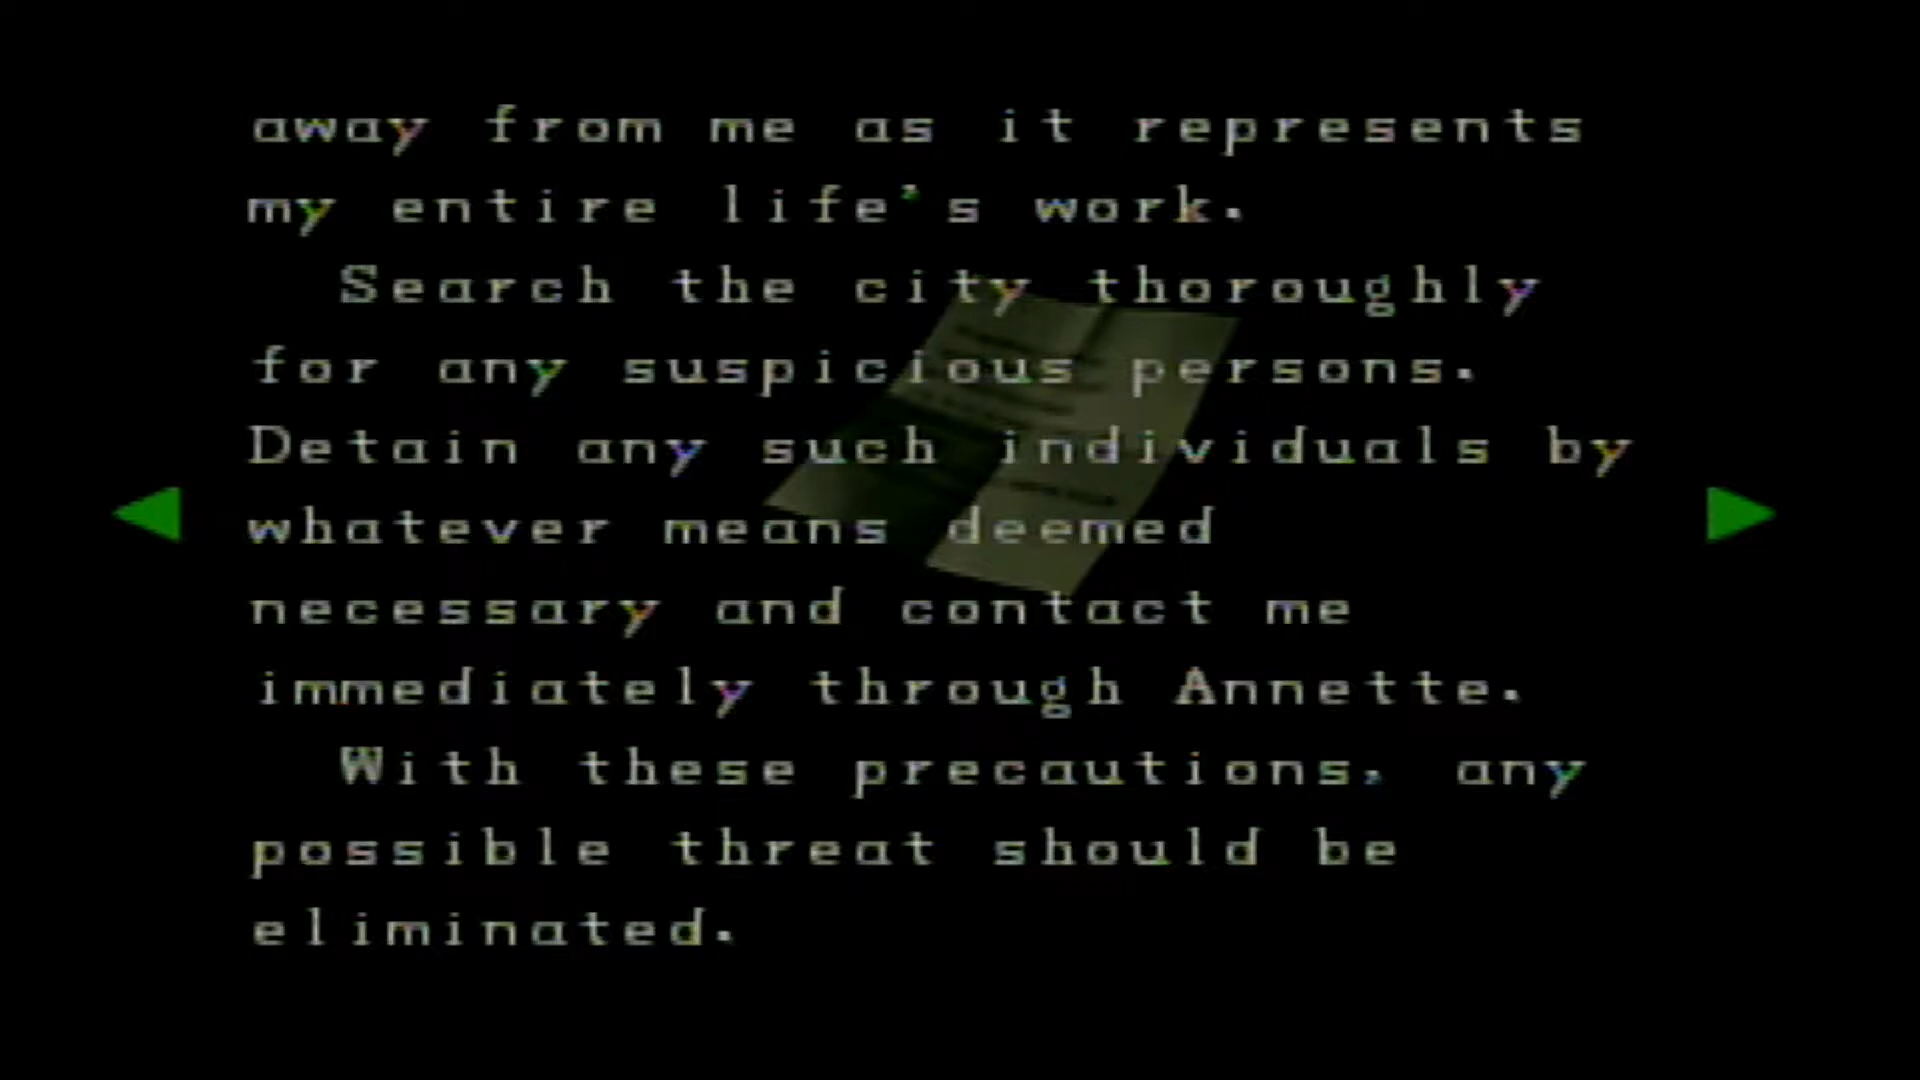 away from me as it represents
my entire life's work.
Search the city thoroughly
for any suspicious persons.
Detain any such individuals by
whatever means deemed
necessary and contact me
immediately through Annette.
With these precautions, any
possible threat should be
eliminated.